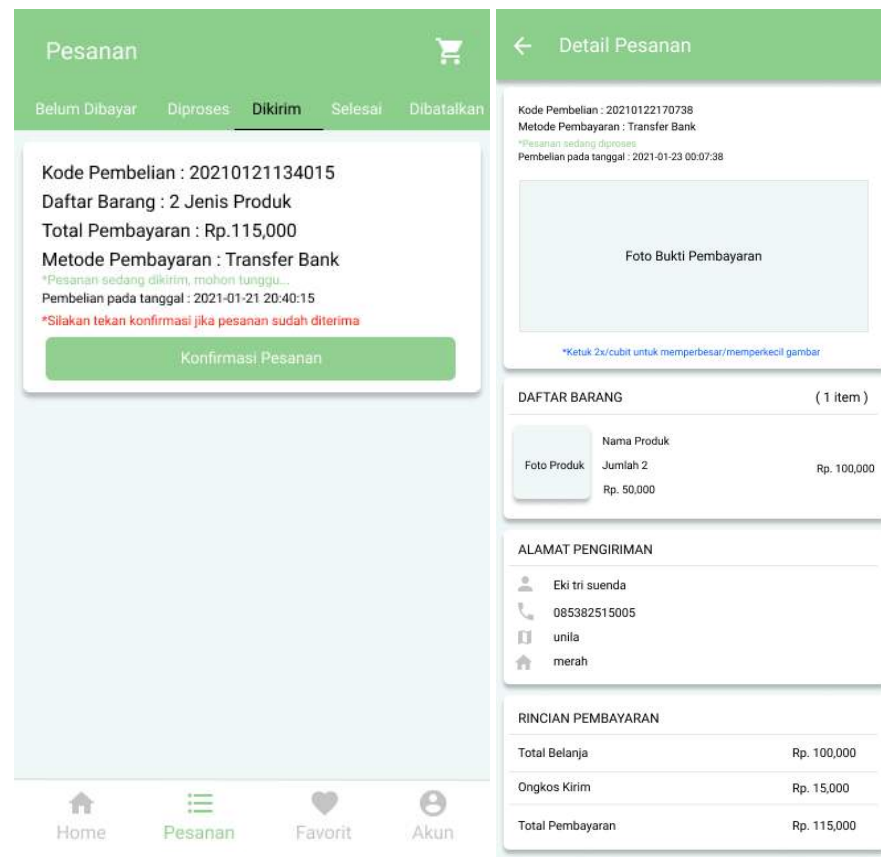 Pesanan
Belum Dibayar Diproses Dikirim Selesai Dibatalkan
Kode Pembelian : 20210121134015
Daftar Barang : 2 Jenis Produk
Total Pembayaran : Rp.115,000
Metode Pembayaran : Transfer Bank
*Pesanan sedang dikirim, mohon tunggu...
Pembelian pada tanggal : 2021-01-21 20:40:15
*Silakan tekan konfirmasi jika pesanan sudah diterima
Konfirmasi Pesanan
Home Pesanan Favorit Akun
Detail Pesanan
Kode Pembelian : 20210122170738
Metode Pembayaran : Transfer Bank
*Pesanan sedang diproses
Pembelian pada tanggal : 2021-01-23 00:07:38
Foto Bukti Pembayaran
*Ketuk 2x/cubit untuk memperbesar/memperkecil gambar
DAFTAR BARANG ( 1 item )
Foto Produk
Nama Produk
Jumlah 2 Rp. 100,000
Rp. 50,000
ALAMAT PENGIRIMAN
Eki tri suenda
085382515005
unila
merah
RINCIAN PEMBAYARAN
Total Belanja Rp. 100,000
Ongkos Kirim Rp. 15,000
Total Pembayaran Rp. 115,000